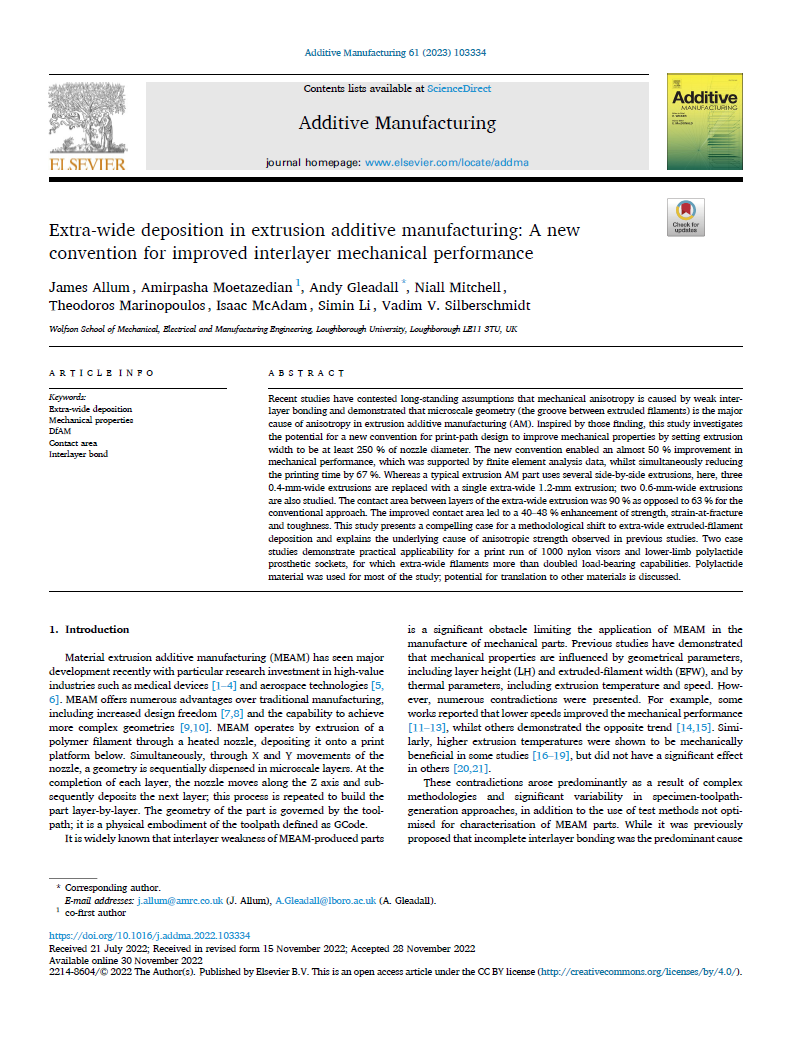 Additive Manufacturing 61 (2023) 103334
Contents lists available at ScienceDirect
Additive Manufacturing
journal homepage: www.elsevier.com/locate/addma
ELSEVIER
Additive
MANUFACTURING
Check for
updates
Extra-wide deposition in extrusion additive manufacturing: A new
convention for improved interlayer mechanical performance
James Allum, Amirpasha Moetazedian 1, Andy Gleadall *, Niall Mitchell,
Theodoros Marinopoulos, Isaac McAdam, Simin Li, Vadim V. Silberschmidt
Wolfson School of Mechanical, Electrical and Manufacturing Engineering, Loughborough University, Loughborough LE11 3TU, UK
ARTICLE INFO
Keywords:
Extra-wide deposition
Mechanical properties
DfAM
Contact area
Interlayer bond
ABSTRACT
Recent studies have contested long-standing assumptions that mechanical anisotropy is caused by weak inter-
layer bonding and demonstrated that microscale geometry (the groove between extruded filaments) is the major
cause of anisotropy in extrusion additive manufacturing (AM). Inspired by those finding, this study investigates
the potential for a new convention for print-path design to improve mechanical properties by setting extrusion
width to be at least 250 % of nozzle diameter. The new convention enabled an almost 50 % improvement in
mechanical performance, which was supported by finite element analysis data, whilst simultaneously reducing
the printing time by 67 %. Whereas a typical extrusion AM part uses several side-by-side extrusions, here, three
0.4-mm-wide extrusions are replaced with a single extra-wide 1.2-mm extrusion; two 0.6-mm-wide extrusions
are also studied. The contact area between layers of the extra-wide extrusion was 90 % as opposed to 63 % for the
conventional approach. The improved contact area led to a 40–48 % enhancement of strength, strain-at-fracture
and toughness. This study presents a compelling case for a methodological shift to extra-wide extruded-filament
deposition and explains the underlying cause of anisotropic strength observed in previous studies. Two case
studies demonstrate practical applicability for a print run of 1000 nylon visors and lower-limb polylactide
prosthetic sockets, for which extra-wide filaments more than doubled load-bearing capabilities. Polylactide
material was used for most of the study; potential for translation to other materials is discussed.
1. Introduction
Material extrusion additive manufacturing (MEAM) has seen major
development recently with particular research investment in high-value
industries such as medical devices [1–4] and aerospace technologies [5,
6]. MEAM offers numerous advantages over traditional manufacturing,
including increased design freedom [7,8] and the capability to achieve
more complex geometries [9,10]. MEAM operates by extrusion of a
polymer filament through a heated nozzle, depositing it onto a print
platform below. Simultaneously, through X and Y movements of the
nozzle, a geometry is sequentially dispensed in microscale layers. At the
completion of each layer, the nozzle moves along the Z axis and sub-
sequently deposits the next layer; this process is repeated to build the
part layer-by-layer. The geometry of the part is governed by the tool-
path; it is a physical embodiment of the toolpath defined as GCode.
It is widely known that interlayer weakness of MEAM-produced parts
is a significant obstacle limiting the application of MEAM in the
manufacture of mechanical parts. Previous studies have demonstrated
that mechanical properties are influenced by geometrical parameters,
including layer height (LH) and extruded-filament width (EFW), and by
thermal parameters, including extrusion temperature and speed. How-
ever, numerous contradictions were presented. For example, some
works reported that lower speeds improved the mechanical performance
[11–13], whilst others demonstrated the opposite trend [14,15]. Simi-
larly, higher extrusion temperatures were shown to be mechanically
beneficial in some studies [16–19], but did not have a significant effect
in others [20,21].
These contradictions arose predominantly as a result of complex
methodologies and significant variability in specimen-toolpath-
generation approaches, in addition to the use of test methods not opti-
mised for characterisation of MEAM parts. While it was previously
proposed that incomplete interlayer bonding was the predominant cause
* Corresponding author.
E-mail addresses: j.allum@amrc.co.uk (J. Allum), A.Gleadall@lboro.ac.uk (A. Gleadall).
1 co-first author
https://doi.org/10.1016/j.addma.2022.103334
Received 21 July 2022; Received in revised form 15 November 2022; Accepted 28 November 2022
Available online 30 November 2022
2214-8604/© 2022 The Author(s). Published by Elsevier B.V. This is an open access article under the CC BY license (http://creativecommons.org/licenses/by/4.0/).